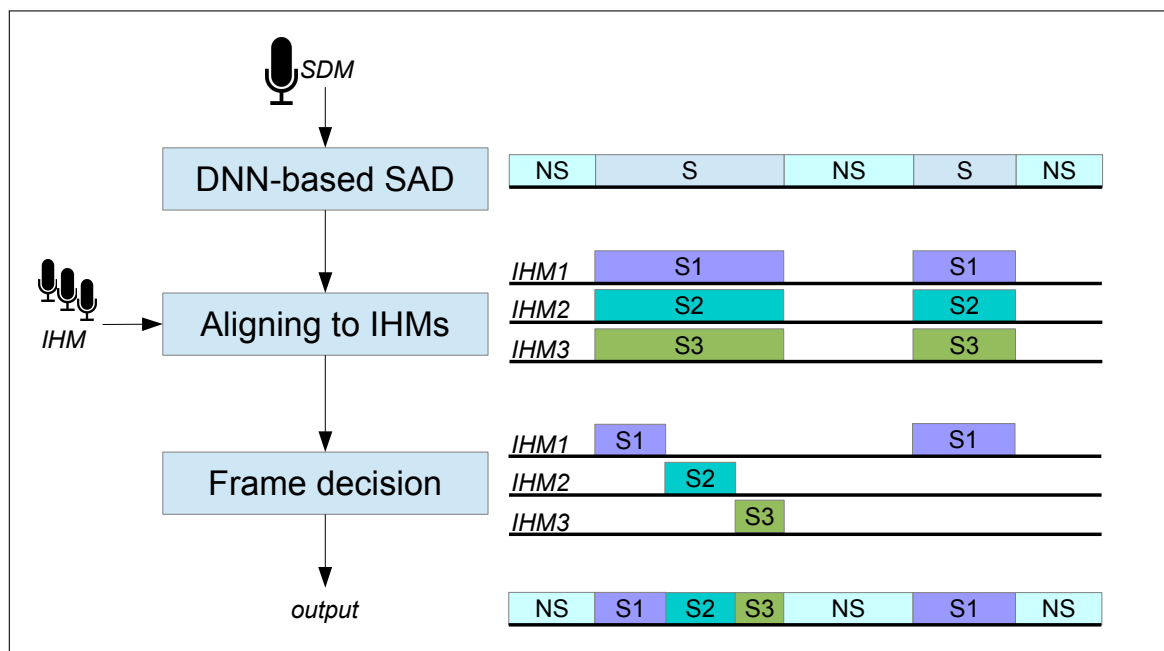 SDM
DNN-based SAD
NS S NS S NS
IHM
Aligning to IHMs
IHM1 S1 S1
IHM2 S2 S2
IHM3 S3 S3
Frame decision
IHM1 S1 S1
IHM2 S2
IHM3 S3
output
NS S1 S2 S3 NS S1 NS